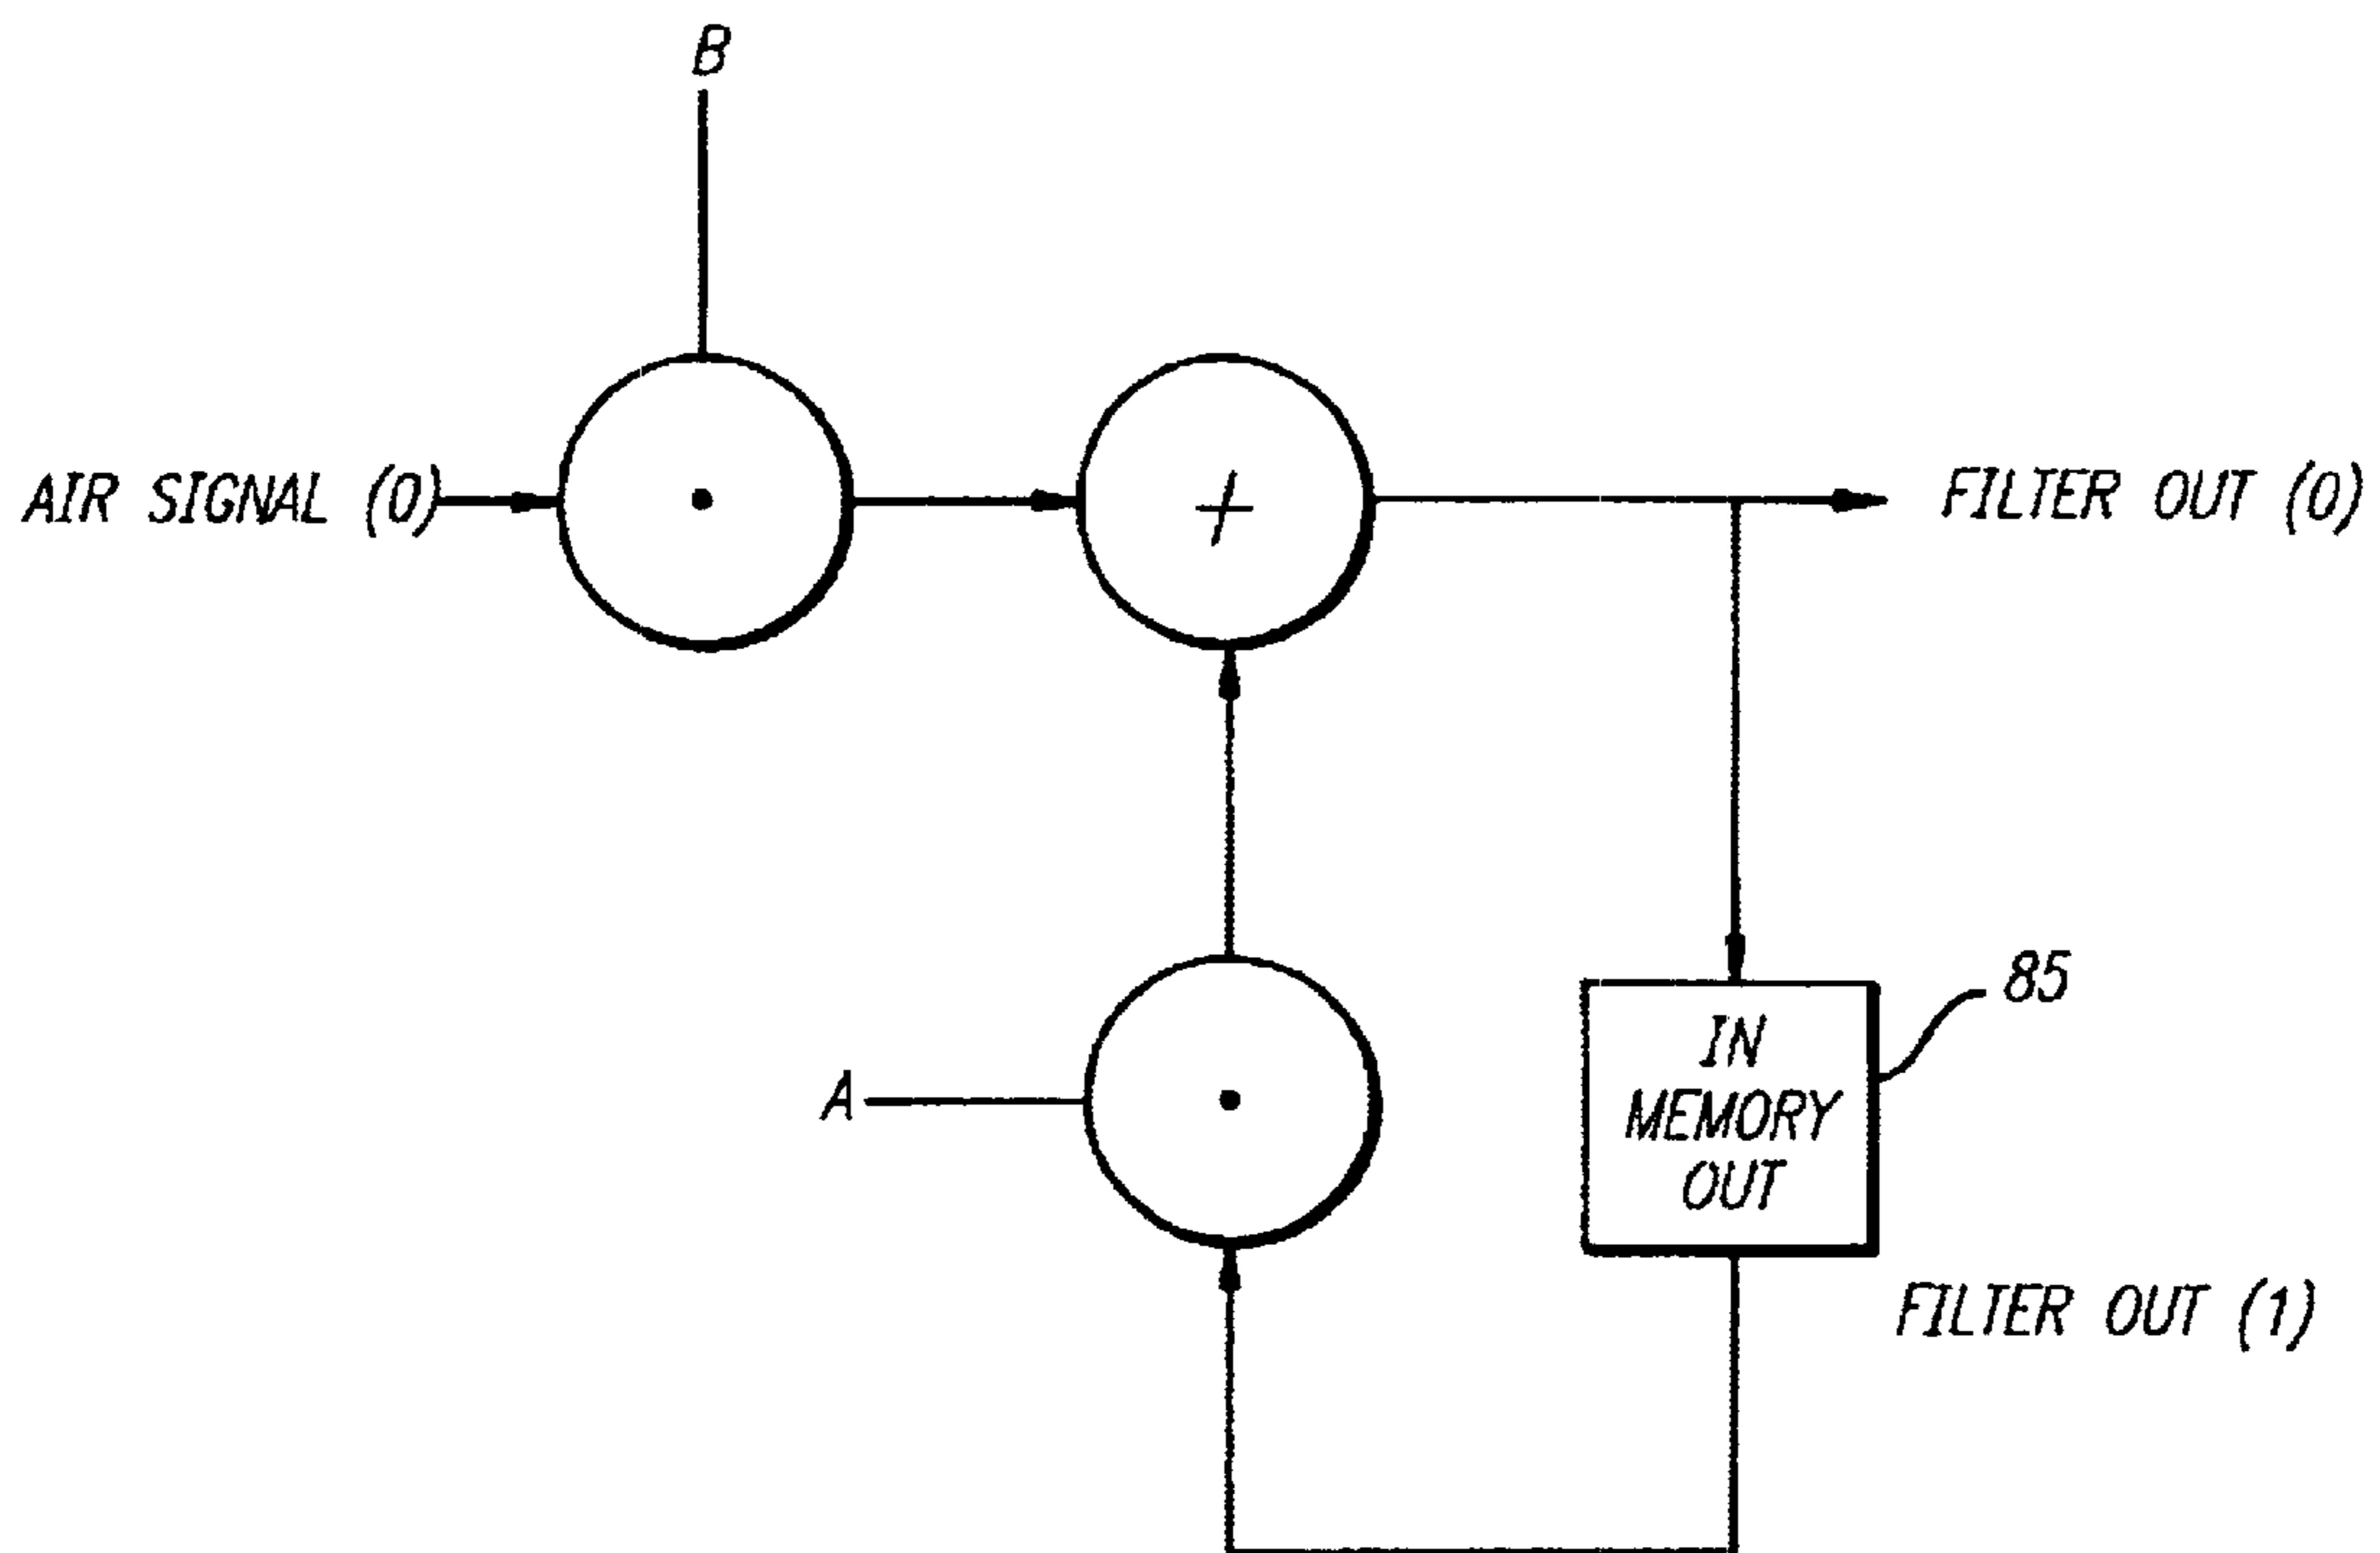 B
AIR SIGNAL (0)
+
FILTER OUT (0)
85
IN
MEMORY
OUT
A
FILTER OUT (1)